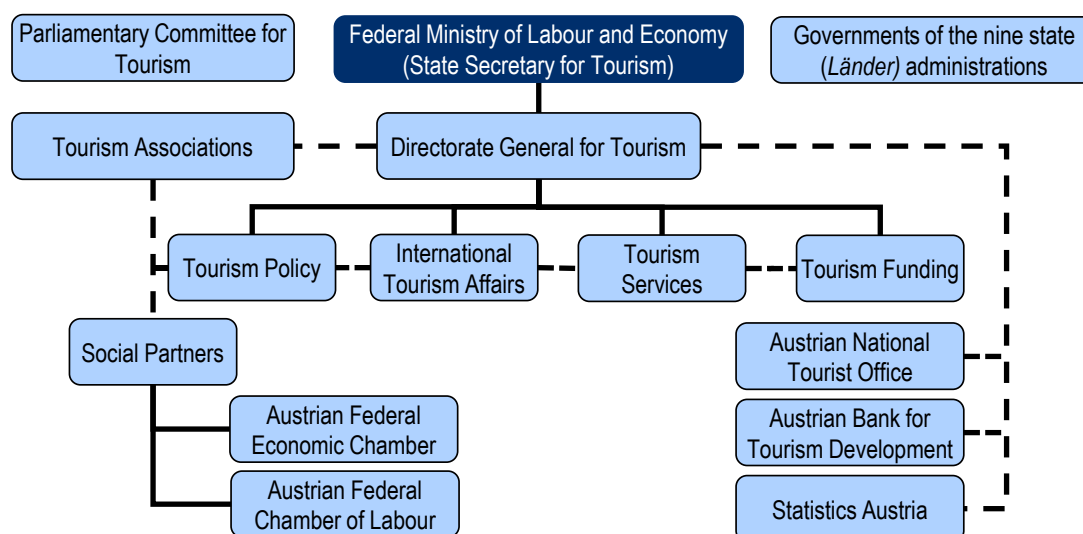 Parliamentary Committee for
Tourism
Federal Ministry of Labour and Economy
(State Secretary for Tourism)
Governments of the nine state
(Länder) administrations
Tourism Associations
Directorate General for Tourism
Tourism Policy
International
Tourism Affairs
Tourism
Services
Tourism Funding
Social Partners
Austrian National
Tourist Office
Austrian Federal
Economic Chamber
Austrian Bank for
Tourism Development
Austrian Federal
Chamber of Labour
Statistics Austria